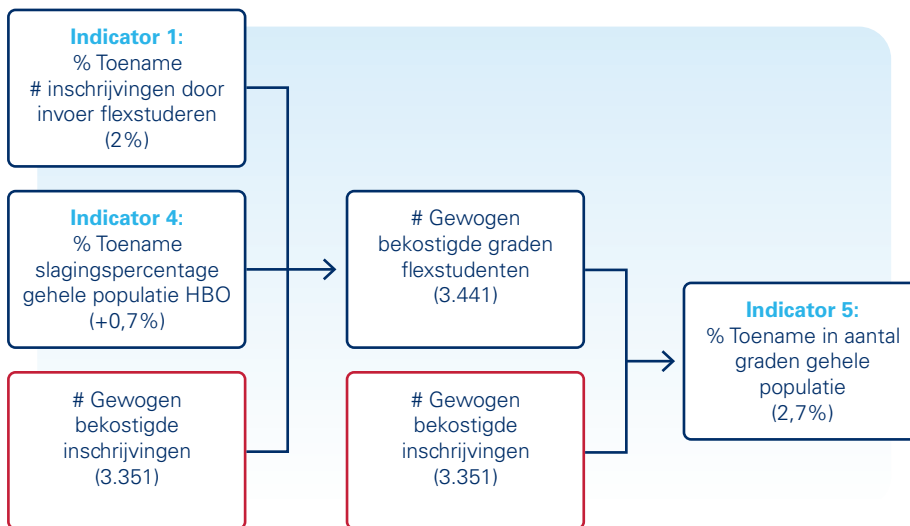 Indicator 1:
% Toename
# inschrijvingen door
invoer flexstuderen
(2%)
Indicator 4:
% Toename
slagingspercentage
gehele populatie HBO
(+0,7%)
# Gewogen
bekostigde
inschrijvingen
(3.351)
# Gewogen
bekostigde graden
flexstudenten
(3.441)
# Gewogen
bekostigde
inschrijvingen
(3.351)
Indicator 5:
% Toename in aantal
graden gehele
populatie
(2,7%)